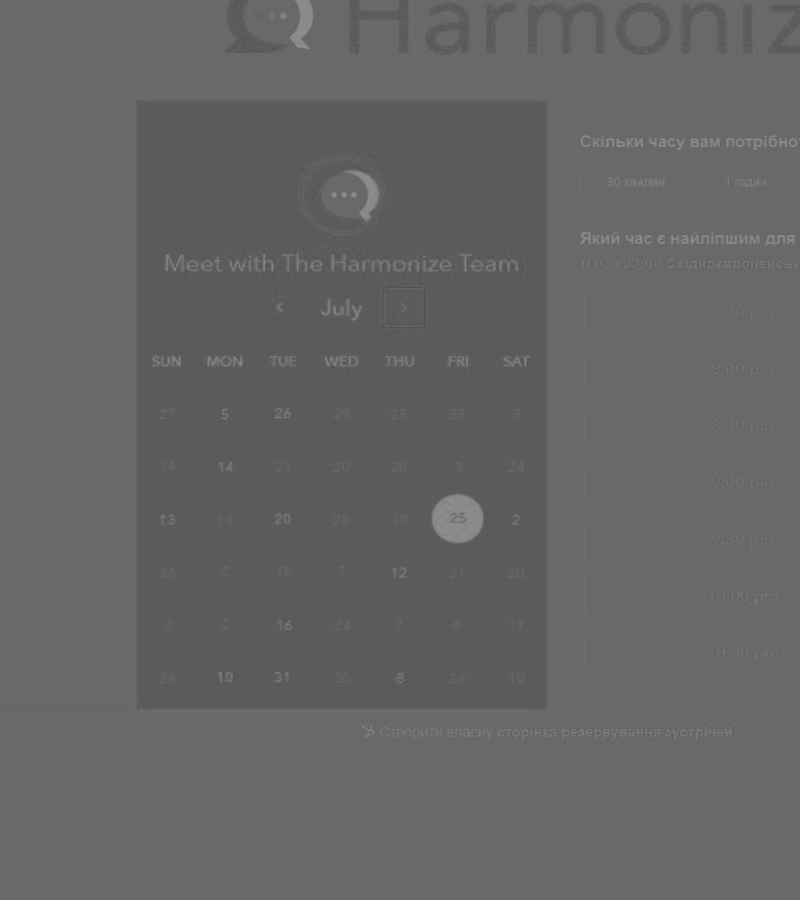 Harmoniz
Meet with The Harmonize Team
July
SUN MON TUE WED THU FRI SAT
27 5 26 29 25 28 3
14 14 21 20 28 3 24
13 18 20 26 10 25 2
26 2 15 7 12 21 20
3 2 16 24 7 6 17
26 10 31 30 8 26 10
Скільки часу вам потрібно
30 хвилин 1 годин
Який час є найліпшим для
UTC +03:00 Східноєвропейськ
7:30 pm
8:00 pm
8:30 pm
9:00 pm
9:30 pm
10:00 pm
10:30 pm
Створити власну сторінка резервування зустрічей